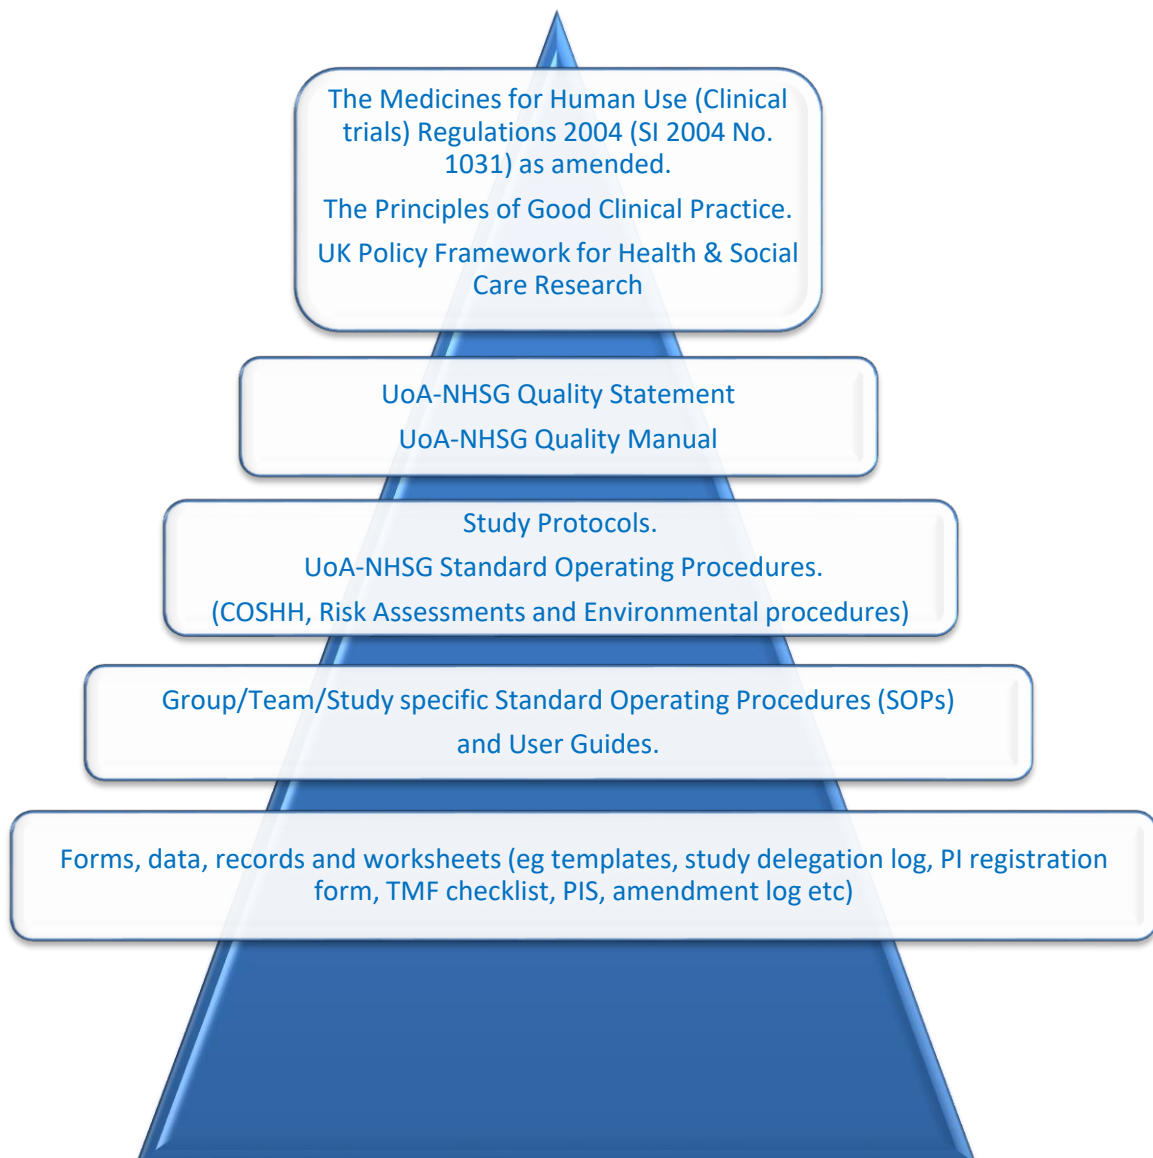 The Medicines for Human Use (Clinical
trials) Regulations 2004 (SI 2004 No.
1031) as amended.
The Principles of Good Clinical Practice.
UK Policy Framework for Health & Social
Care Research
UoA-NHSG Quality Statement
UoA-NHSG Quality Manual
Study Protocols.
UoA-NHSG Standard Operating Procedures.
(COSHH, Risk Assessments and Environmental procedures)
Group/Team/Study specific Standard Operating Procedures (SOPs)
and User Guides.
Forms, data, records and worksheets (eg templates, study delegation log, PI registration
form, TMF checklist, PIS, amendment log etc)